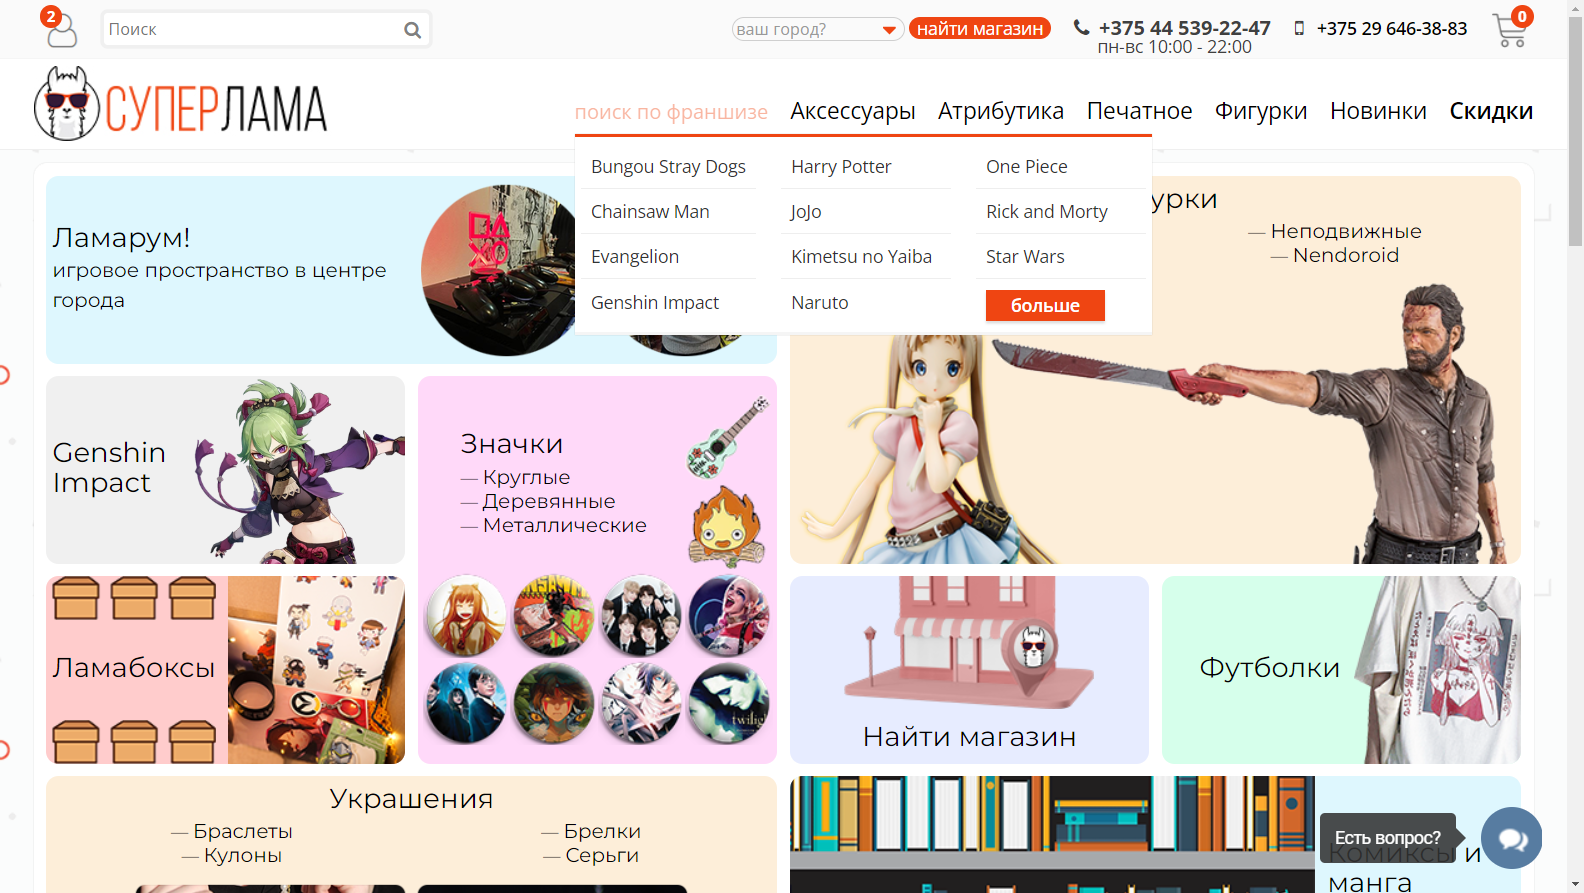 2
Поиск
ваш город?
найти магазин
+375 44 539-22-47
пн-вс 10:00 - 22:00
+375 29 646-38-83
0
СУПЕРЛАМА
поиск по франшизе
Аксессуары
Атрибутика
Печатное
Фигурки
Новинки
Скидки
Bungou Stray Dogs
Harry Potter
One Piece
Chainsaw Man
JoJo
Rick and Morty
Evangelion
Kimetsu no Yaiba
Star Wars
Genshin Impact
Naruto
больше
Ламарум!
игровое пространство в центре
города
урки
— Неподвижные
— Nendoroid
Genshin
Impact
Значки
— Круглые
— Деревянные
— Металлические
Ламабоксы
twilig
Найти магазин
Футболки
Украшения
— Браслеты
— Кулоны
— Брелки
— Серьги
Есть вопрос?
Комиксы и
манга